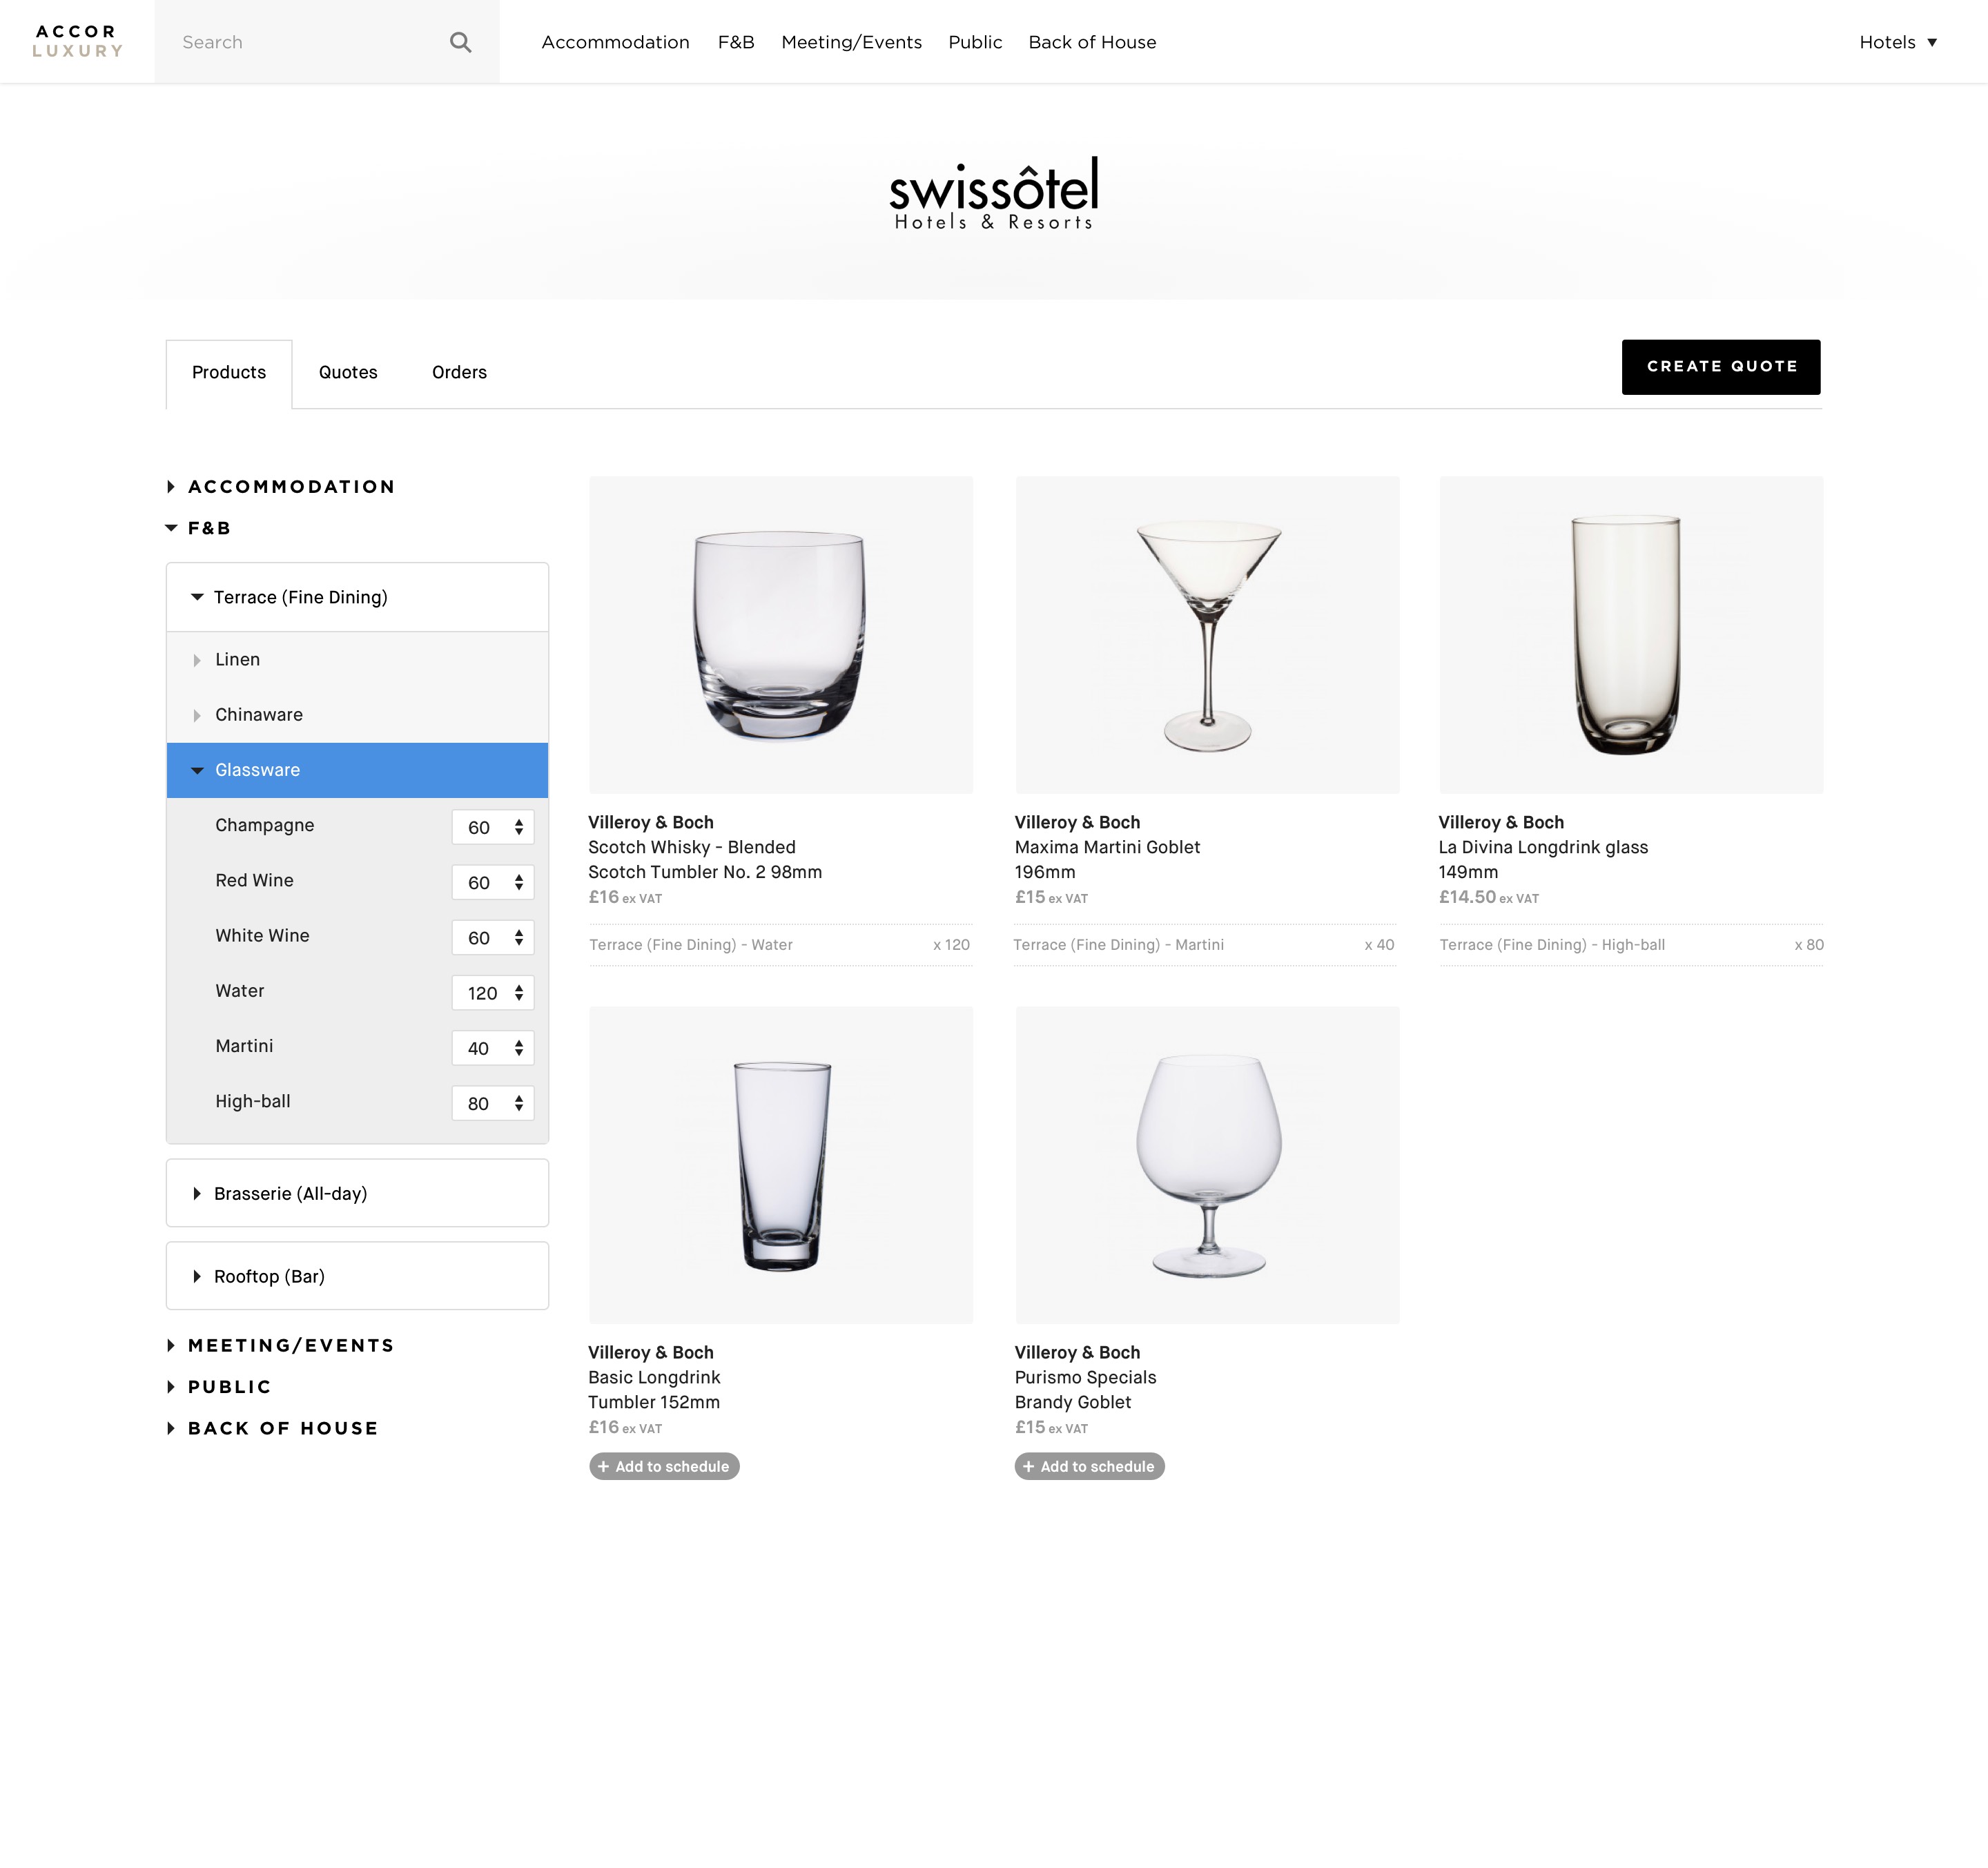 ACCOR
LUXURY
Search
Accommodation
F&B
Meeting/Events
Public
Back of House
Hotels ▼
swissôtel
Hotels & Resorts
Products
Quotes
Orders
CREATE QUOTE
ACCOMMODATION
F&B
Terrace (Fine Dining)
Linen
Chinaware
Glassware
Champagne 60
Red Wine 60
White Wine 60
Water 120
Martini 40
High-ball 80
Brasserie (All-day)
Rooftop (Bar)
MEETING/EVENTS
PUBLIC
BACK OF HOUSE
Villeroy & Boch
Scotch Whisky - Blended
Scotch Tumbler No. 2 98mm
£16 ex VAT
Terrace (Fine Dining) - Water x 120
Villeroy & Boch
Maxima Martini Goblet
196mm
£15 ex VAT
Terrace (Fine Dining) - Martini x 40
Villeroy & Boch
La Divina Longdrink glass
149mm
£14.50 ex VAT
Terrace (Fine Dining) - High-ball x 80
Villeroy & Boch
Basic Longdrink
Tumbler 152mm
£16 ex VAT
+ Add to schedule
Villeroy & Boch
Purismo Specials
Brandy Goblet
£15 ex VAT
+ Add to schedule